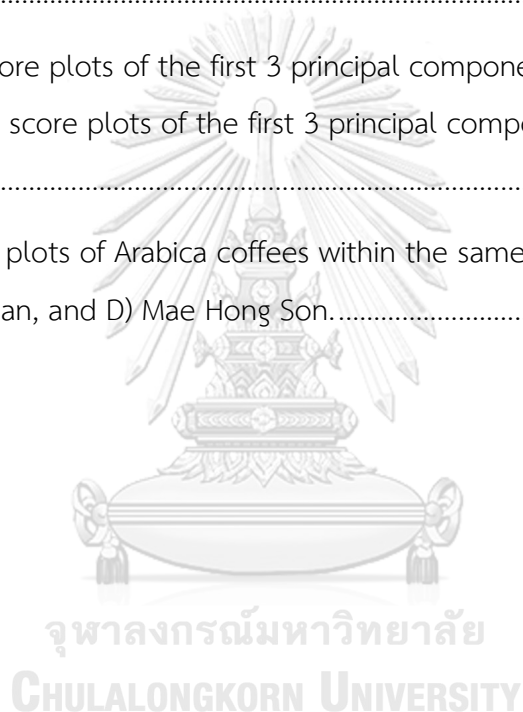 ....................................................................................................
ore plots of the first 3 principal compone
score plots of the first 3 principal compo
....................................................................................................
plots of Arabica coffees within the same
an, and D) Mae Hong Son..............................
จุฬาลงกรณ์มหาวิทยาลัย
CHULALONGKORN UNIVERSITY